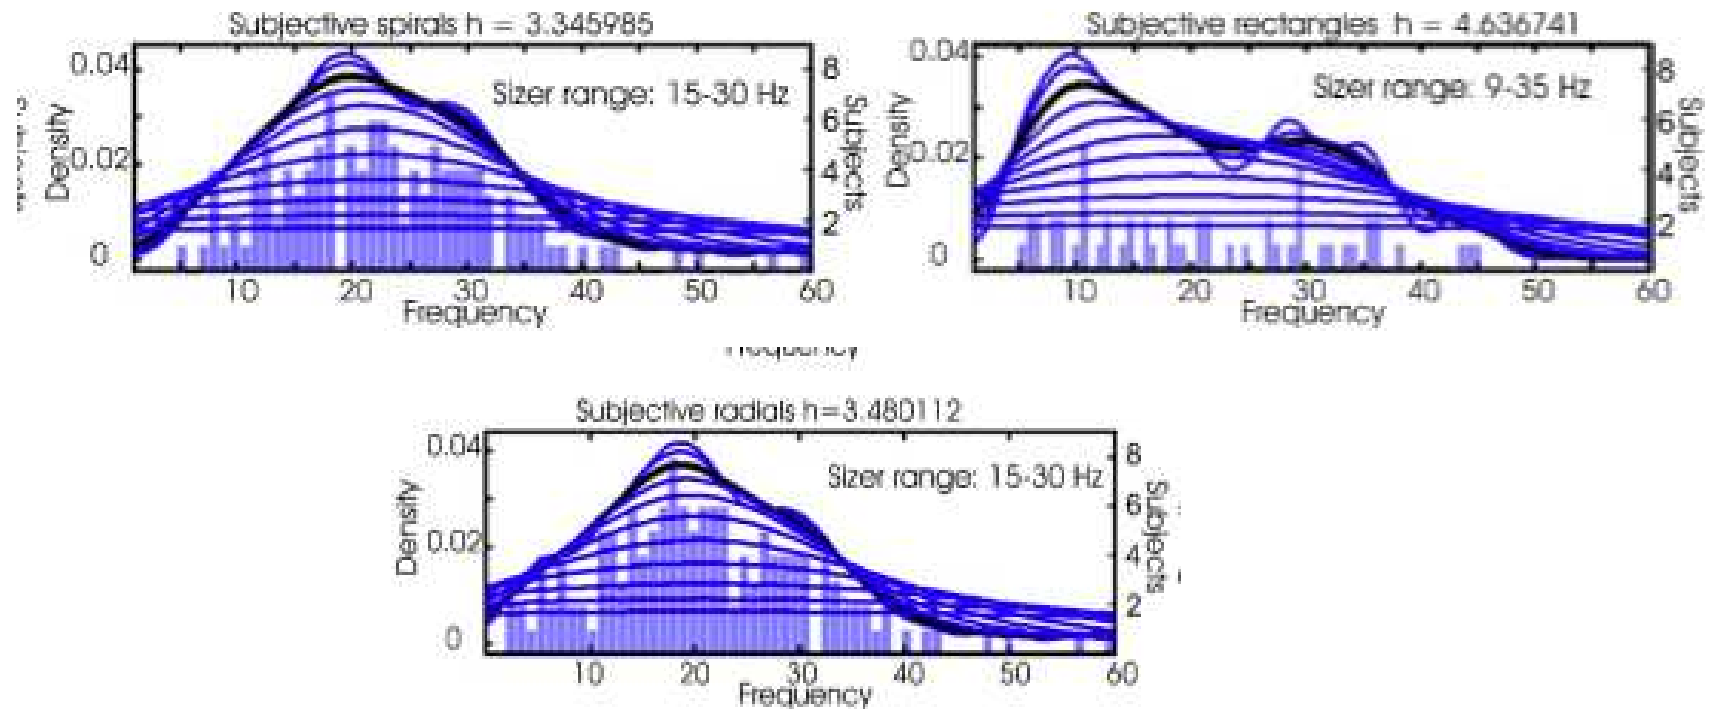 Subjective spirals h = 3.345985
Sizer range: 15-30 Hz
Density
0.04
0.02
0
8
6
4
2
Subjects
10 20 30 40 50 60
Frequency
Subjective rectangles h = 4.636741
Sizer range: 9-35 Hz
Density
0.04
0.02
0
8
6
4
2
Subjects
10 20 30 40 50 60
Frequency
Frequency
Subjective radials h=3.480112
Sizer range: 15-30 Hz
Density
0.04
0.02
0
8
6
4
2
Subjects
10 20 30 40 50 60
Frequency